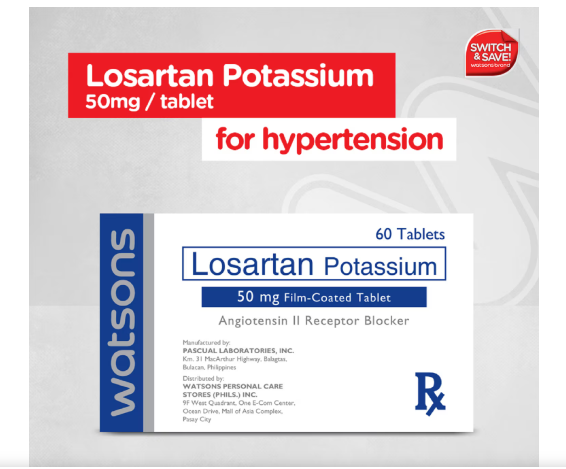 SWITCH
& SAVE!
watsons brand
Losartan Potassium
50mg / tablet
for hypertension
watsons
60 Tablets
Losartan Potassium
50 mg Film-Coated Tablet
Angiotensin II Receptor Blocker
Manufactured by:
PASCUAL LABORATORIES, INC.
Km. 31 MacArthur Highway, Balagtas,
Bulacan, Philippines
Distributed by:
WATSONS PERSONAL CARE
STORES (PHILS.) INC.
9F West Quadrant, One E-Com Center,
Ocean Drive, Mall of Asia Complex,
Pasay City
℞